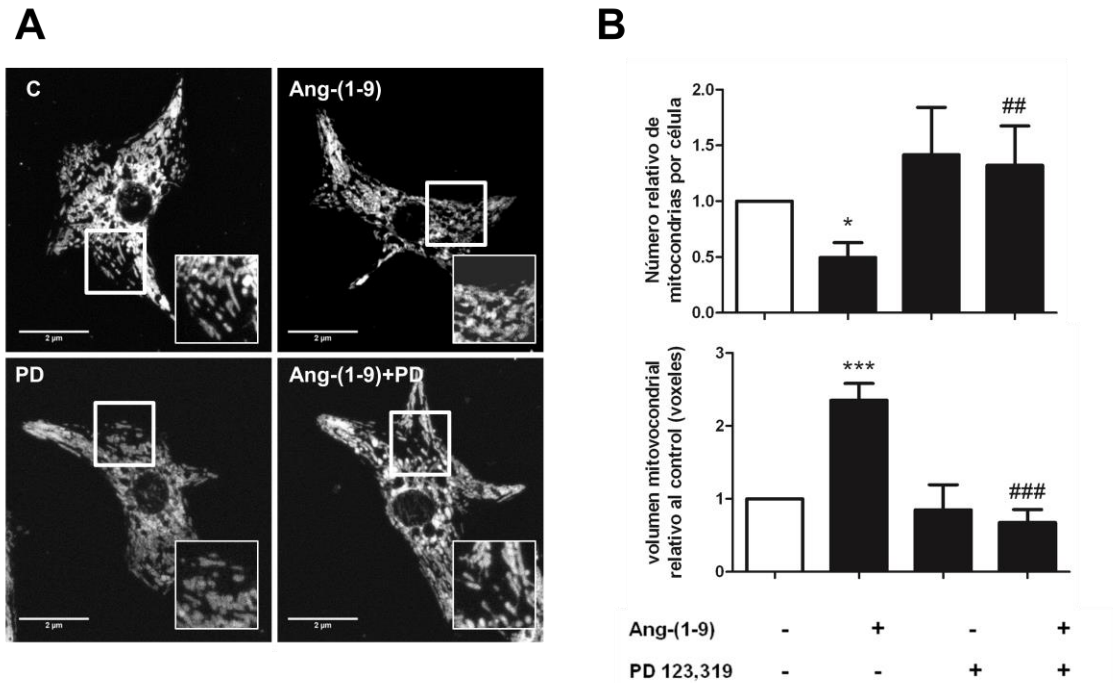 A
B
C
Ang-(1-9)
2 µm
2 µm
PD
Ang-(1-9)+PD
2 µm
2 µm
Número relativo de
mitocondrias por célula
2.0
1.5
1.0
0.5
0.0
*
##
volumen mitovocondrial
relativo al control (voxeles)
3
2
1
0
***
###
Ang-(1-9) - + - +
PD 123,319 - - + +